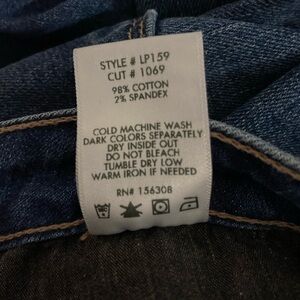 STYLE # LP159
CUT # 1069
98% COTTON
2% SPANDEX
COLD MACHINE WASH
DARK COLORS SEPARATELY
DRY INSIDE OUT
DO NOT BLEACH
TUMBLE DRY LOW
WARM IRON IF NEEDED
RN# 156308